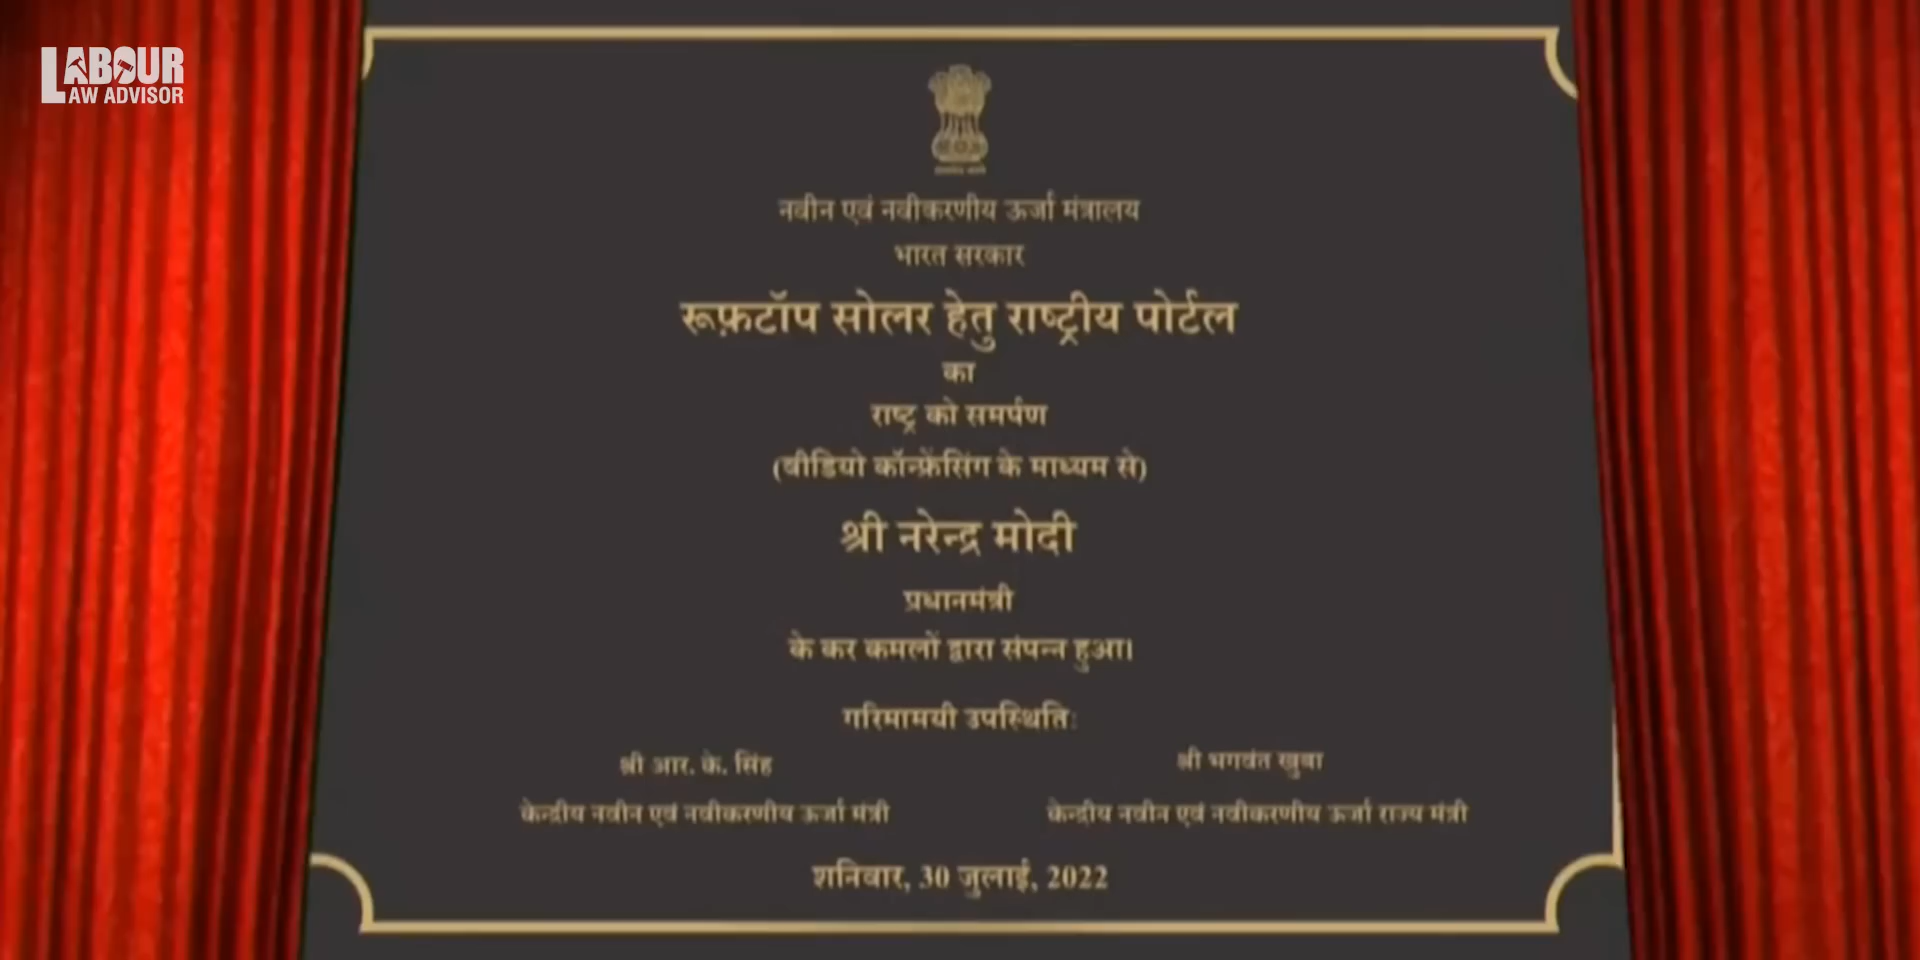 LABOUR
LAW ADVISOR
नवीन एवं नवीकरणीय ऊर्जा मंत्रालय
भारत सरकार
रूफ़टॉप सोलर हेतु राष्ट्रीय पोर्टल
का
राष्ट्र को समर्पण
(वीडियो कॉन्फ्रेंसिंग के माध्यम से)
श्री नरेन्द्र मोदी
प्रधानमंत्री
के कर कमलों द्वारा संपन्न हुआ।
गरिमामयी उपस्थिति:
श्री आर. के. सिंह
केन्द्रीय नवीन एवं नवीकरणीय ऊर्जा मंत्री
श्री भगवंत खुबा
केन्द्रीय नवीन एवं नवीकरणीय ऊर्जा राज्य मंत्री
शनिवार, 30 जुलाई, 2022